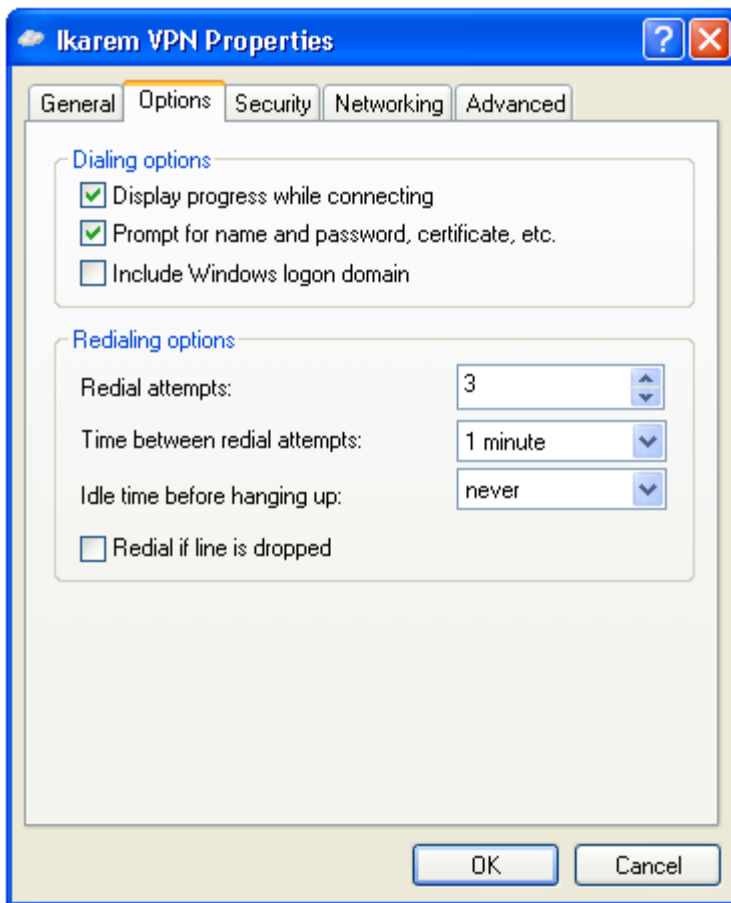 Ikarem VPN Properties
General Options Security Networking Advanced
Dialing options
Display progress while connecting
Prompt for name and password, certificate, etc.
Include Windows logon domain
Redialing options
Redial attempts: 3
Time between redial attempts: 1 minute
Idle time before hanging up: never
Redial if line is dropped
OK Cancel